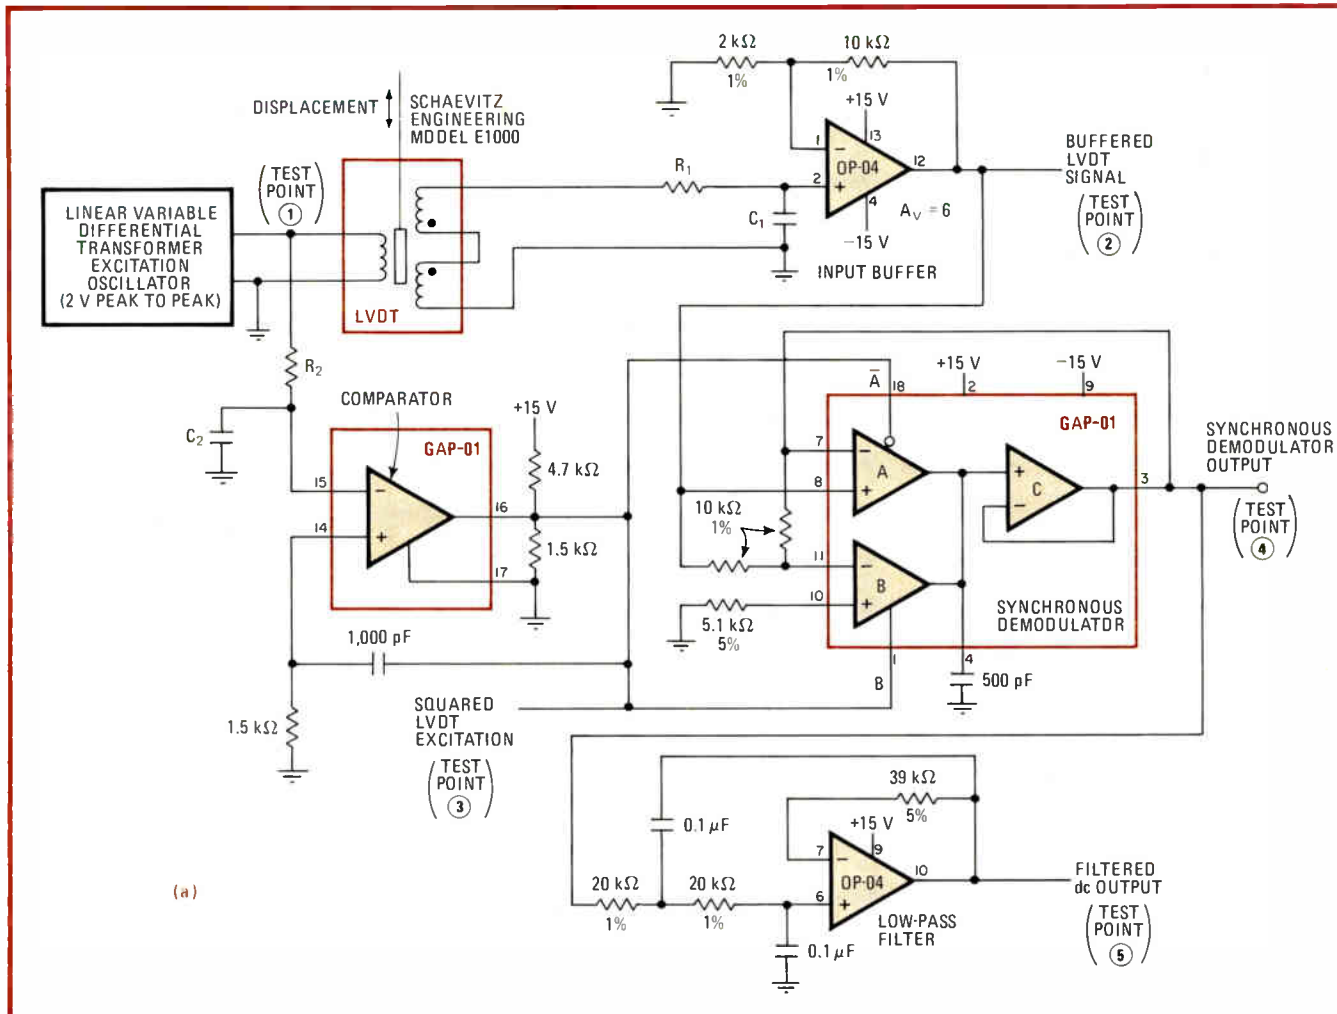 2 kΩ
1%
10 kΩ
1%
+15 V
13
1
−
OP-04
12
2
+
4
−15 V
A_V = 6
INPUT BUFFER
BUFFERED
LVDT
SIGNAL
(TEST
POINT
2)
DISPLACEMENT
SCHAEVITZ
ENGINEERING
MDDEL E1000
R1
C1
(TEST
POINT
1)
LINEAR VARIABLE
DIFFERENTIAL
TRANSFORMER
EXCITATION
OSCILLATOR
(2 V PEAK TO PEAK)
LVDT
R2
C2
COMPARATOR
+15 V
GAP-01
4.7 kΩ
15
−
16
14
+
1.5 kΩ
17
1,000 pF
1.5 kΩ
SQUARED
LVDT
EXCITATION
(TEST
POINT
3)
A̅
18
+15 V
2
−15 V
9
GAP-01
7
−
A
8
+
+
C
−
3
10 kΩ
1%
11
−
B
10
+
5.1 kΩ
5%
SYNCHRONOUS
DEMODULATDR
1
B
4
500 pF
SYNCHRONOUS
DEMODULATOR
OUTPUT
(TEST
POINT
4)
39 kΩ
5%
0.1 μF
+15 V
9
7
−
OP-04
10
6
+
20 kΩ
1%
20 kΩ
1%
0.1 μF
LOW-PASS
FILTER
FILTERED
dc OUTPUT
(TEST
POINT
5)
(a)